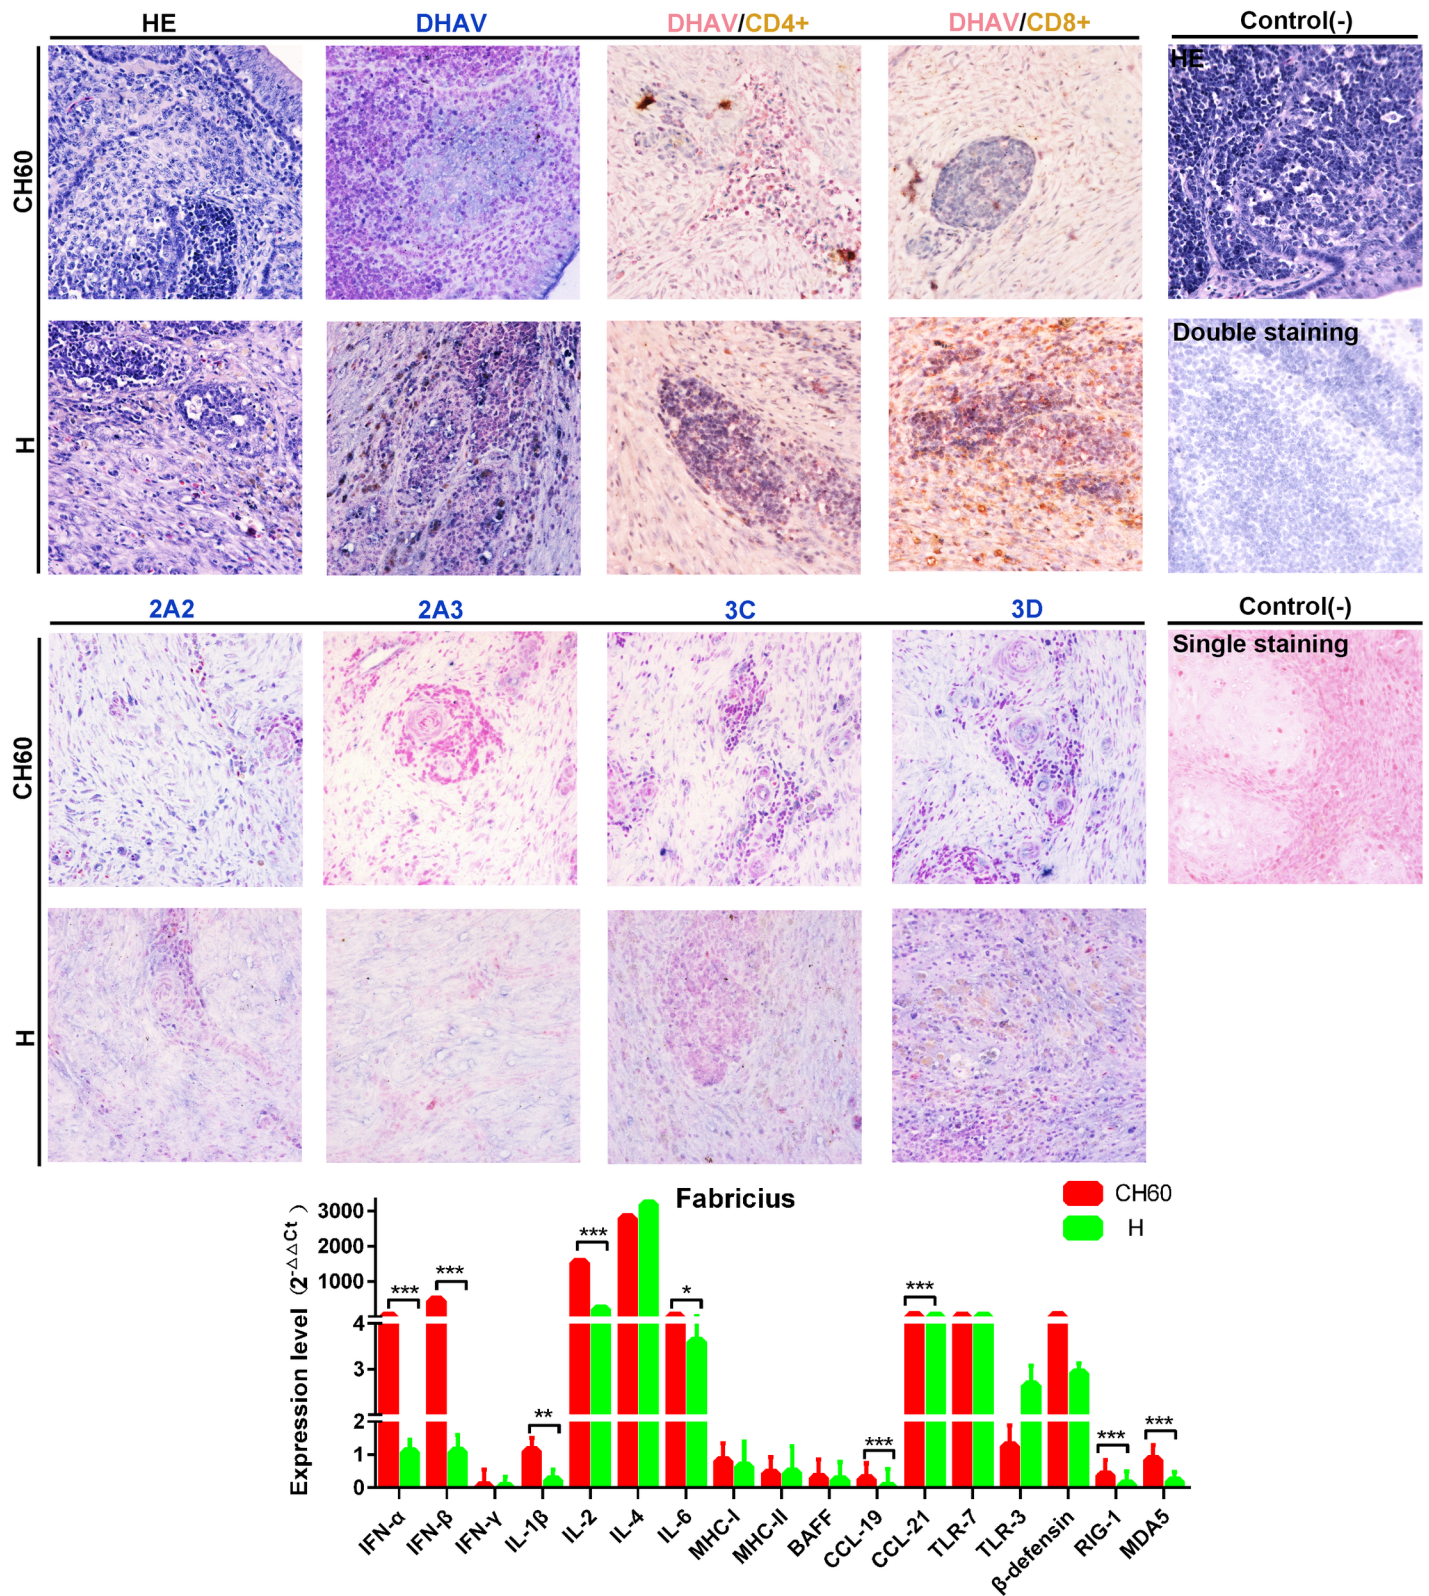 HE DHAV DHAV/CD4+ DHAV/CD8+ Control(-)
CH60
HE
H
Double staining
2A2 2A3 3C 3D Control(-)
CH60
Single staining
H
Fabricius
CH60
H
Expression level (2-△△Ct)
3000
2000
1000
4
3
2
1
0
*** *** ** *** * *** *** *** ***
IFN-α IFN-β IFN-γ IL-1β IL-2 IL-4 IL-6 MHC-I MHC-II BAFF CCL-19 CCL-21 TLR-7 TLR-3 β-defensin RIG-1 MDA5